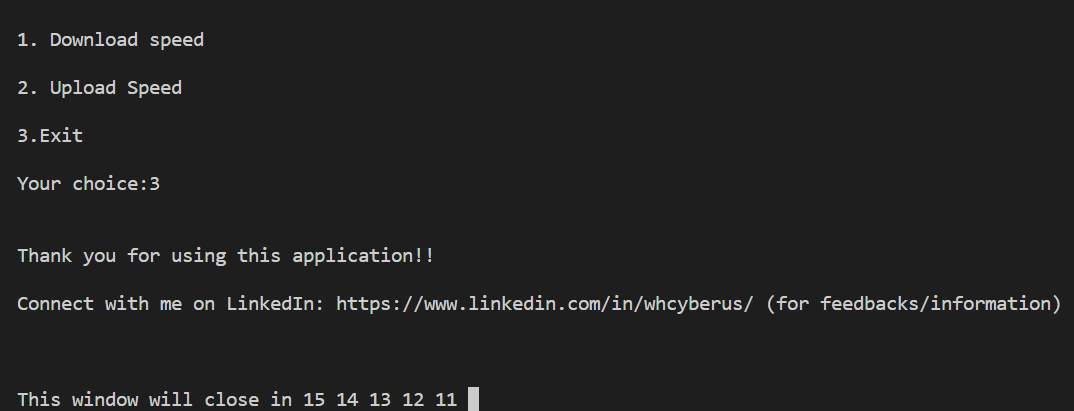 1. Download speed
2. Upload Speed
3.Exit
Your choice:3
Thank you for using this application!!
Connect with me on LinkedIn: https://www.linkedin.com/in/whcyberus/ (for feedbacks/information)
This window will close in 15 14 13 12 11